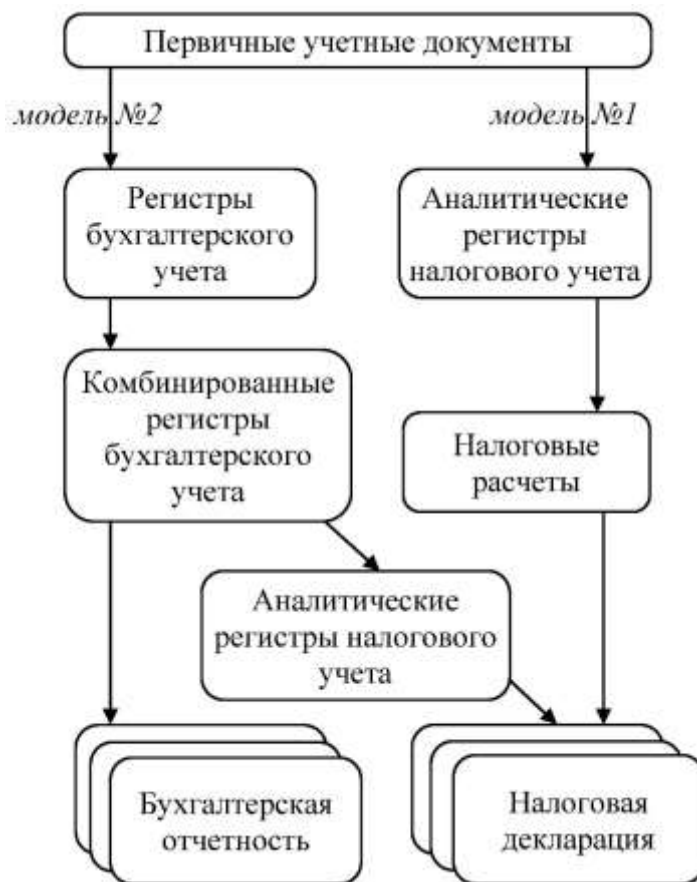 Первичные учетные документы
модель №2
модель №1
Регистры
бухгалтерского
учета
Аналитические
регистры
налогового учета
Комбинированные
регистры
бухгалтерского
учета
Налоговые
расчеты
Аналитические
регистры налогового
учета
Бухгалтерская
отчетность
Налоговая
декларация